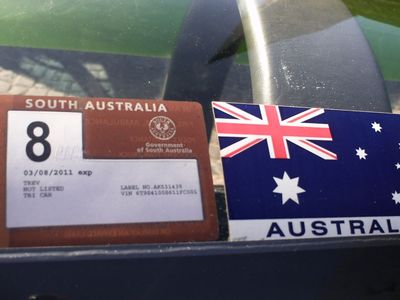 SOUTH AUSTRALIA
8
Government
of South Australia
03/08/2011 exp
TREV
NOT LISTED
TRI CAR
LABEL NO.AK531435
AUSTRAL